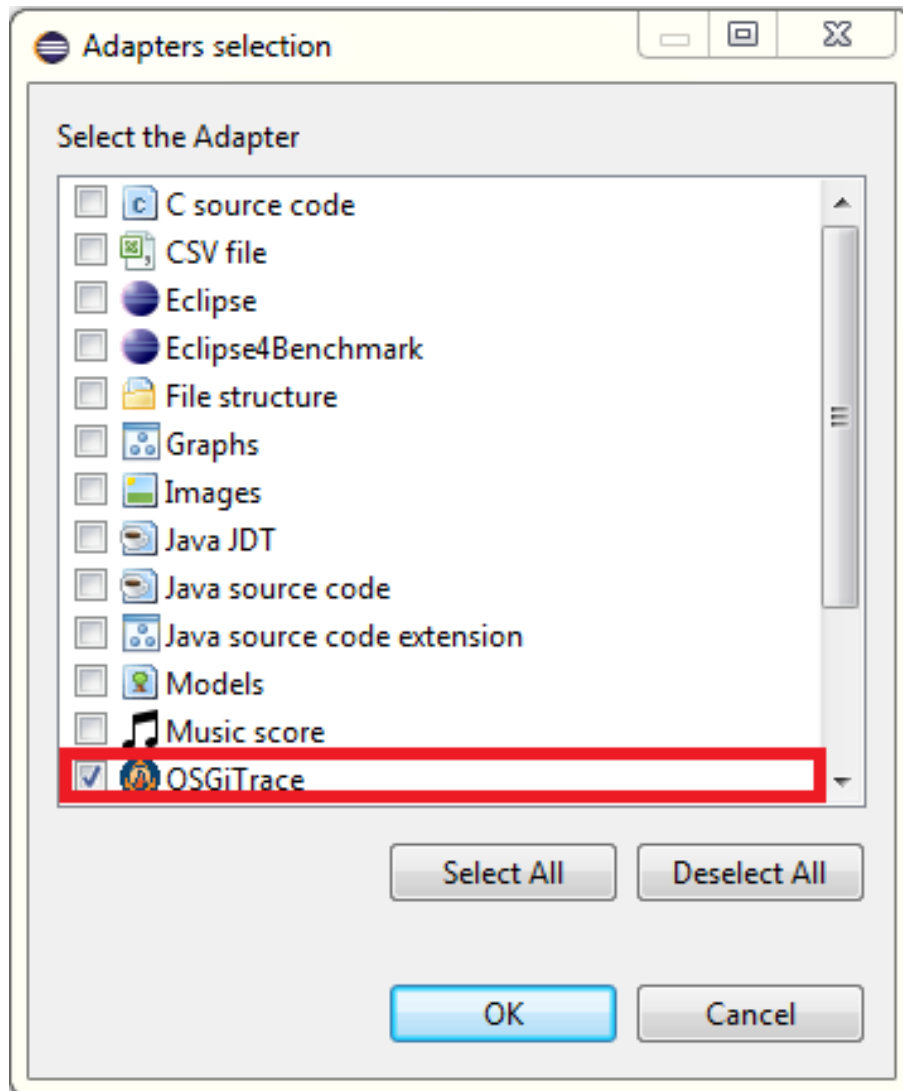 Adapters selection
Select the Adapter
C source code
CSV file
Eclipse
Eclipse4Benchmark
File structure
Graphs
Images
Java JDT
Java source code
Java source code extension
Models
Music score
OSGiTrace
Select All Deselect All
OK Cancel